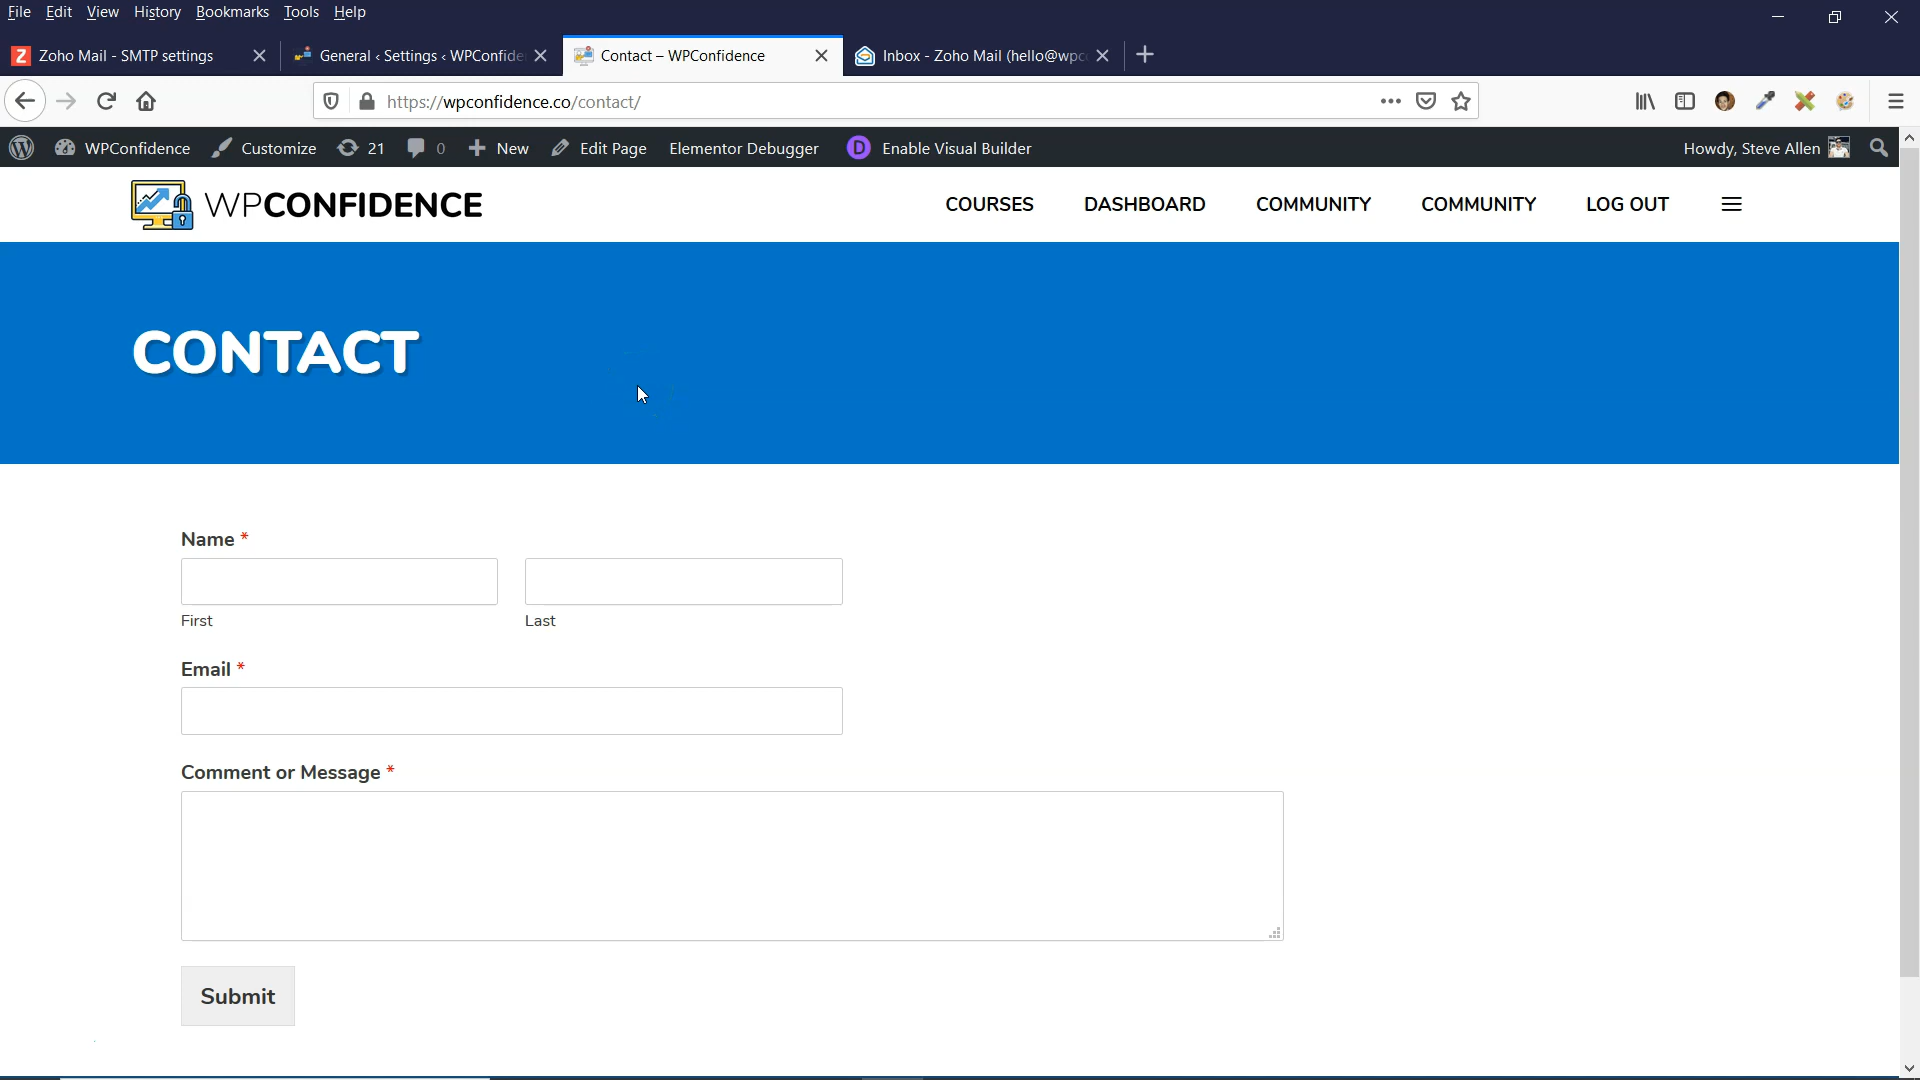 File Edit View History Bookmarks Tools Help
Zoho Mail - SMTP settings
General ‹ Settings ‹ WPConfide
Contact – WPConfidence
Inbox - Zoho Mail (hello@wpc
https://wpconfidence.co/contact/
WPConfidence Customize 21 0 New Edit Page Elementor Debugger D Enable Visual Builder Howdy, Steve Allen
WPCONFIDENCE
COURSES DASHBOARD COMMUNITY COMMUNITY LOG OUT
CONTACT
Name *
First Last
Email *
Comment or Message *
Submit